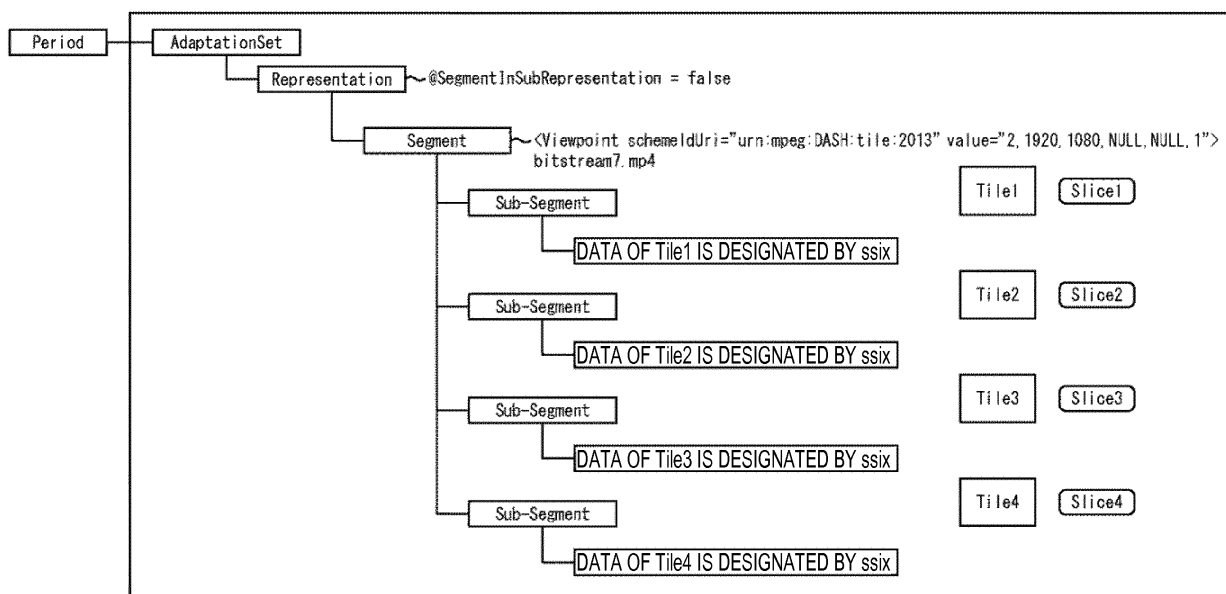 Period
AdaptationSet
Representation
@SegmentInSubRepresentation = false
Segment
<Viewpoint schemeIdUri="urn:mpeg:DASH:tile:2013" value="2, 1920, 1080, NULL, NULL, 1">
bitstream7.mp4
Sub-Segment
Tile1
Slice1
DATA OF Tile1 IS DESIGNATED BY ssix
Sub-Segment
Tile2
Slice2
DATA OF Tile2 IS DESIGNATED BY ssix
Sub-Segment
Tile3
Slice3
DATA OF Tile3 IS DESIGNATED BY ssix
Sub-Segment
Tile4
Slice4
DATA OF Tile4 IS DESIGNATED BY ssix